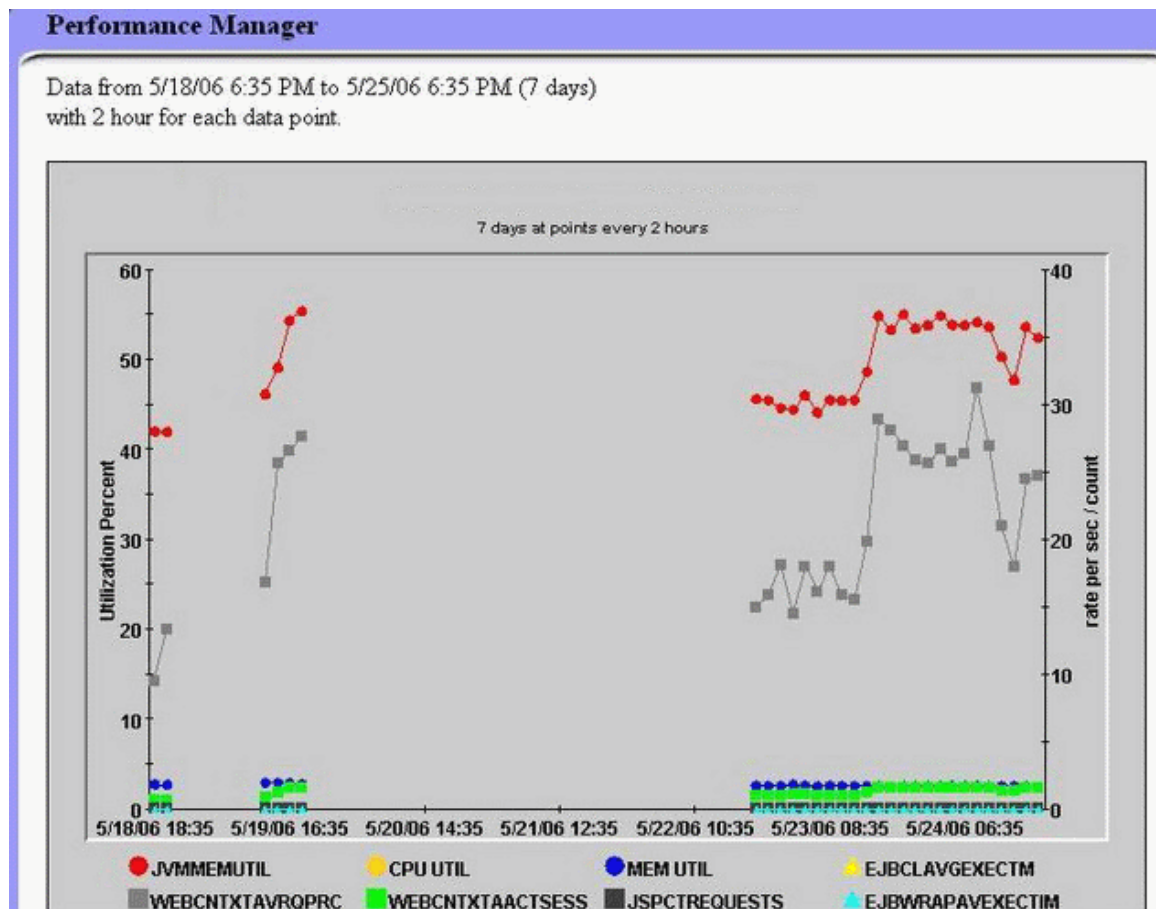 Performance Manager
Data from 5/18/06 6:35 PM to 5/25/06 6:35 PM (7 days)
with 2 hour for each data point.
7 days at points every 2 hours
60
50
40
30
20
10
0
Utilization Percent
40
30
20
10
0
rate per sec / count
5/18/06 18:35 5/19/06 16:35 5/20/06 14:35 5/21/06 12:35 5/22/06 10:35 5/23/06 08:35 5/24/06 06:35
JVMMEMUTIL CPU UTIL MEM UTIL EJBCLAVGEXECTM
WEBCNTXTAVRQPRC WEBCNTXTAACTSESS JSPCTREQUESTS EJBWRAPAVEXECTIM